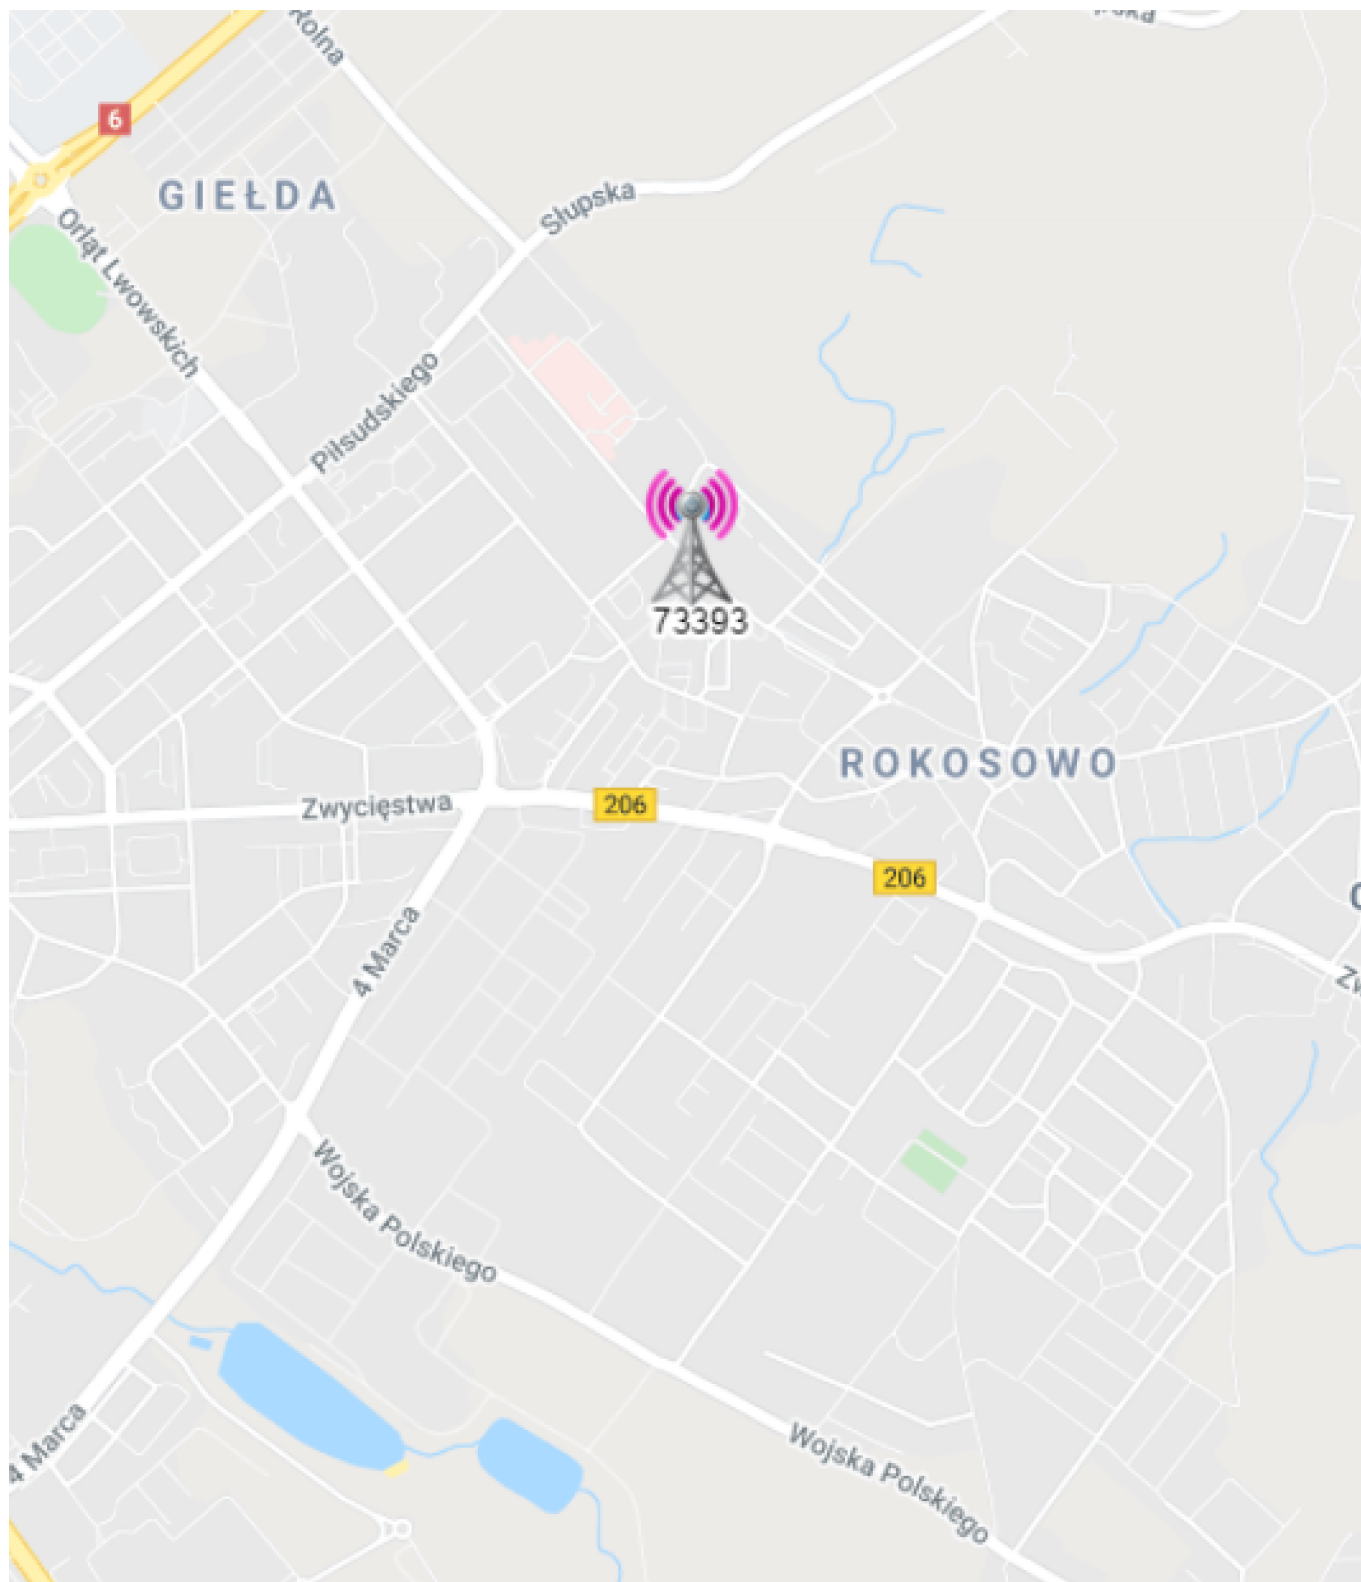 Rolna
6
GIEŁDA
Słupska
Orląt Lwowskich
Piłsudskiego
73393
ROKOSOWO
Zwycięstwa
206
206
4 Marca
Wojska Polskiego
4 Marca
Wojska Polskiego